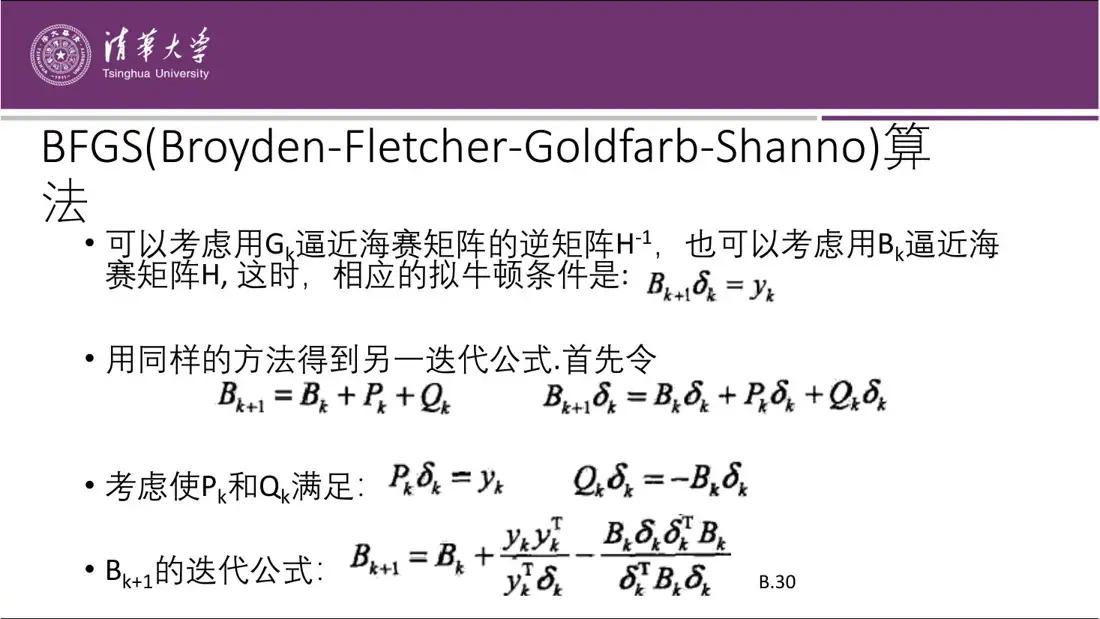 清华大学
Tsinghua University
BFGS(Broyden-Fletcher-Goldfarb-Shanno)算
法
• 可以考虑用Gₖ逼近海赛矩阵的逆矩阵H⁻¹，也可以考虑用Bₖ逼近海
赛矩阵H, 这时，相应的拟牛顿条件是: Bₖ₊₁δₖ = yₖ
• 用同样的方法得到另一迭代公式.首先令
Bₖ₊₁ = Bₖ + Pₖ + Qₖ Bₖ₊₁δₖ = Bₖδₖ + Pₖδₖ + Qₖδₖ
• 考虑使Pₖ和Qₖ满足： Pₖδₖ = yₖ Qₖδₖ = −Bₖδₖ
• Bₖ₊₁的迭代公式： Bₖ₊₁ = Bₖ + (yₖyₖᵀ)/(yₖᵀδₖ) − (BₖδₖδₖᵀBₖ)/(δₖᵀBₖδₖ) B.30